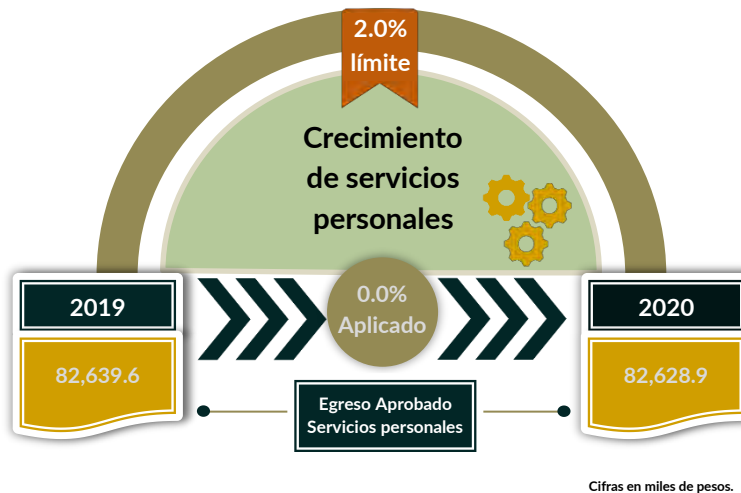 2.0%
límite
Crecimiento
de servicios
personales
2019
0.0%
Aplicado
2020
82,639.6
82,628.9
Egreso Aprobado
Servicios personales
Cifras en miles de pesos.